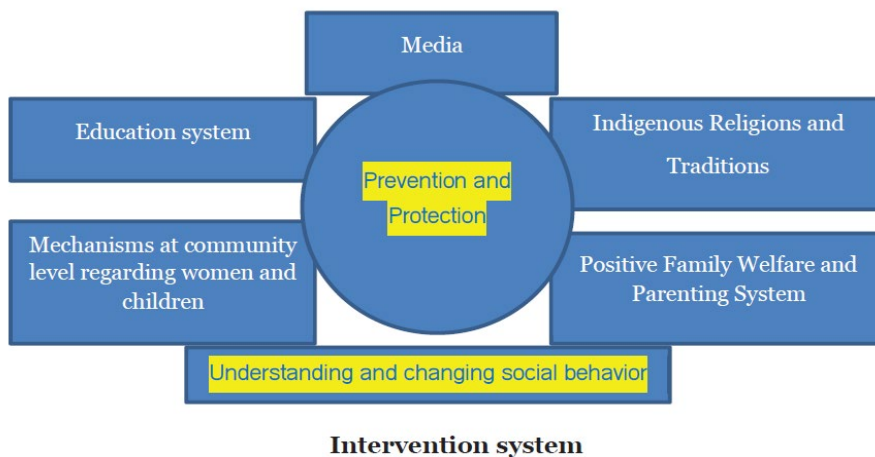 Media
Education system
Indigenous Religions and
Traditions
Prevention and
Protection
Mechanisms at community
level regarding women and
children
Positive Family Welfare and
Parenting System
Understanding and changing social behavior
Intervention system